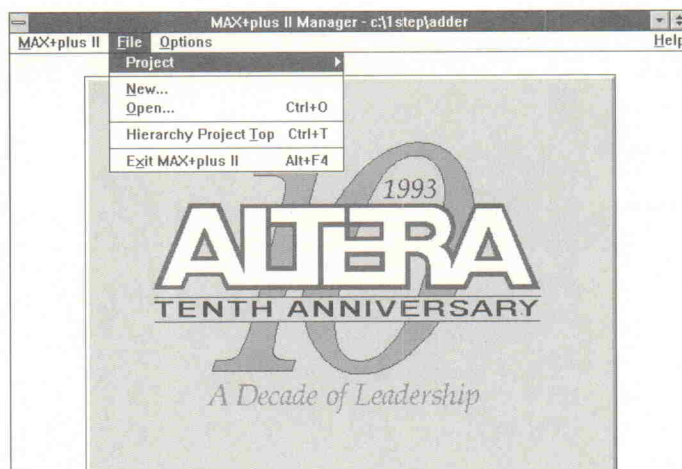 MAX+plus II Manager - c:\1step\adder
MAX+plus II File Options Help
Project
New...
Open... Ctrl+O
Hierarchy Project Top Ctrl+T
Exit MAX+plus II Alt+F4
10
1993
ALTERA
TENTH ANNIVERSARY
A Decade of Leadership